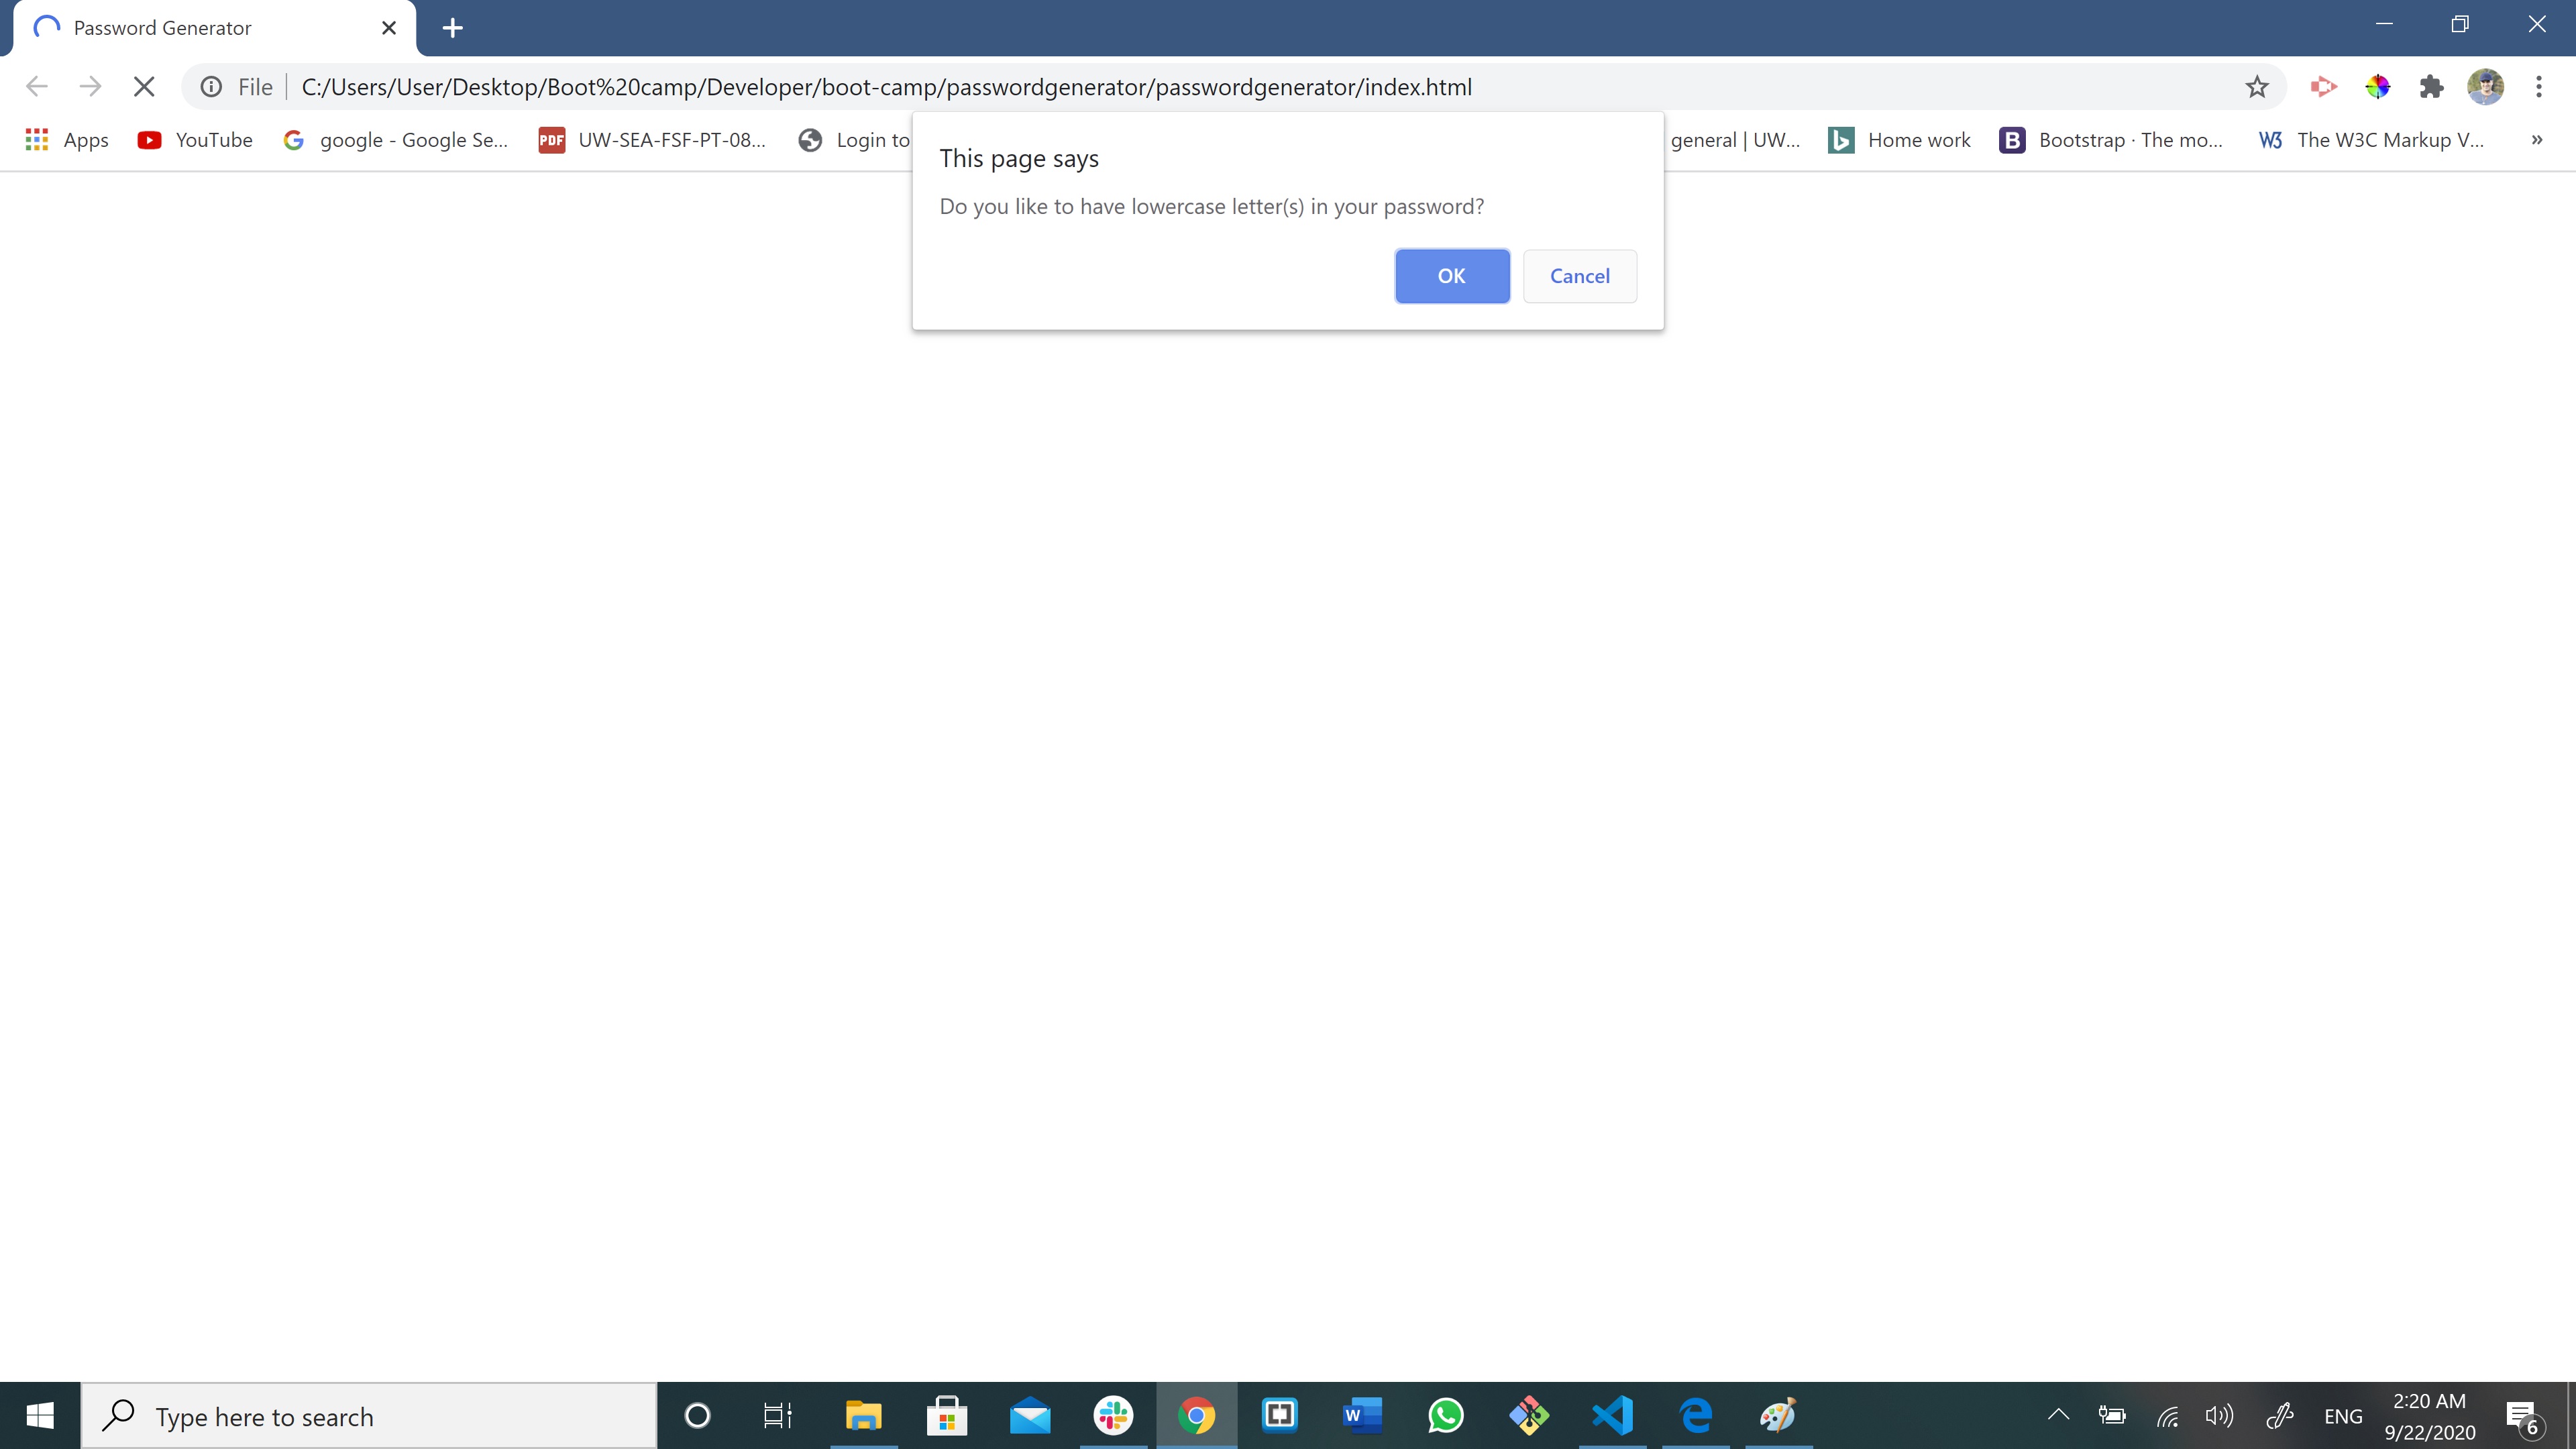 Password Generator
File C:/Users/User/Desktop/Boot%20camp/Developer/boot-camp/passwordgenerator/passwordgenerator/index.html
Apps YouTube google - Google Se... PDF UW-SEA-FSF-PT-08... Login to general | UW... Home work B Bootstrap · The mo... W3 The W3C Markup V... »
This page says
Do you like to have lowercase letter(s) in your password?
OK Cancel
Type here to search
W
ENG
2:20 AM
9/22/2020
6